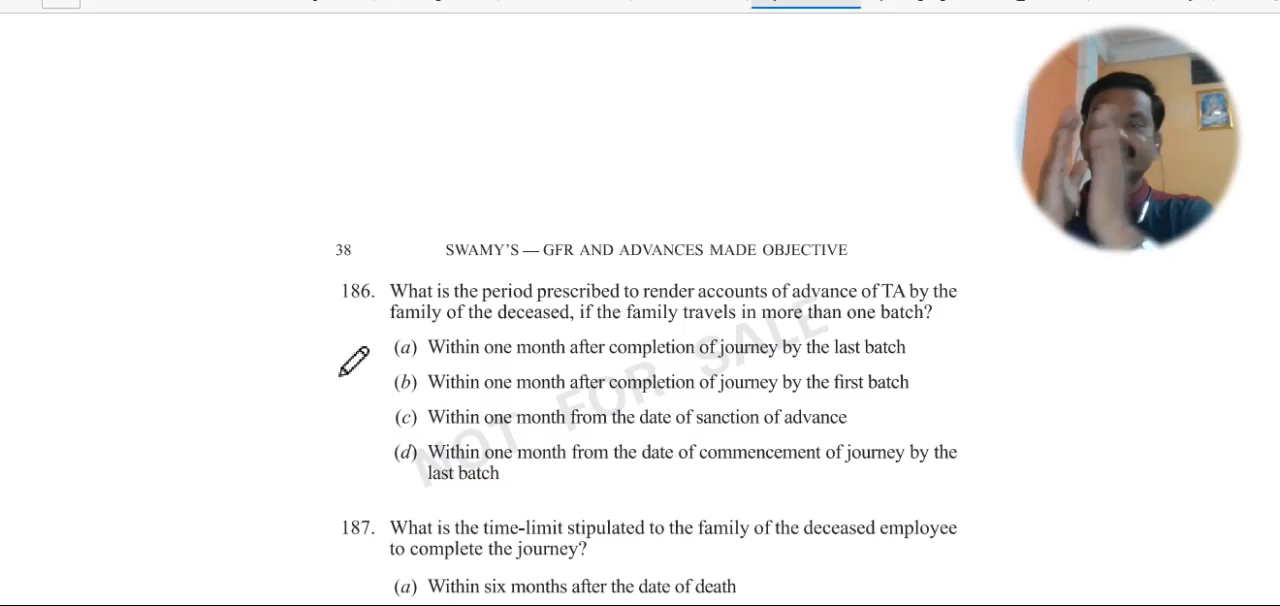 38 SWAMY'S — GFR AND ADVANCES MADE OBJECTIVE
186. What is the period prescribed to render accounts of advance of TA by the
family of the deceased, if the family travels in more than one batch?
(a) Within one month after completion of journey by the last batch
(b) Within one month after completion of journey by the first batch
(c) Within one month from the date of sanction of advance
(d) Within one month from the date of commencement of journey by the
last batch
NOT FOR SALE
187. What is the time-limit stipulated to the family of the deceased employee
to complete the journey?
(a) Within six months after the date of death